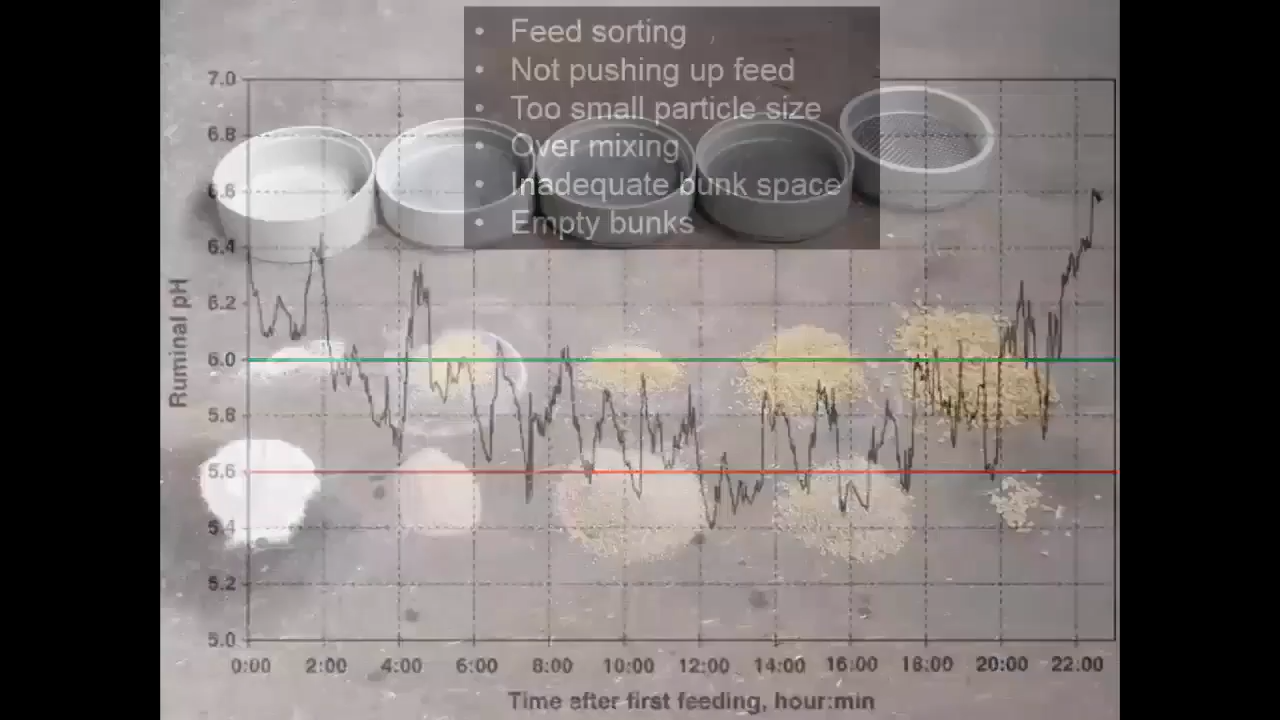 • Feed sorting
• Not pushing up feed
• Too small particle size
• Over mixing
• Inadequate bunk space
• Empty bunks
7.0
6.8
6.6
6.4
6.2
6.0
5.8
5.6
5.4
5.2
5.0
Ruminal pH
0:00 2:00 4:00 6:00 8:00 10:00 12:00 14:00 16:00 18:00 20:00 22:00
Time after first feeding, hour:min